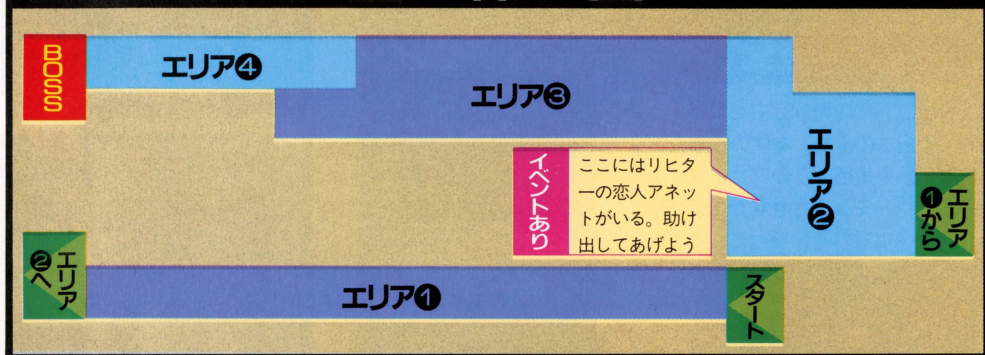 BOSS
エリア❹
エリア❸
エリア❷
エリア
❶から
イベントあり
ここにはリヒタ
ーの恋人アネッ
トがいる。助け
出してあげよう
エリア
❷へ
エリア❶
スタート